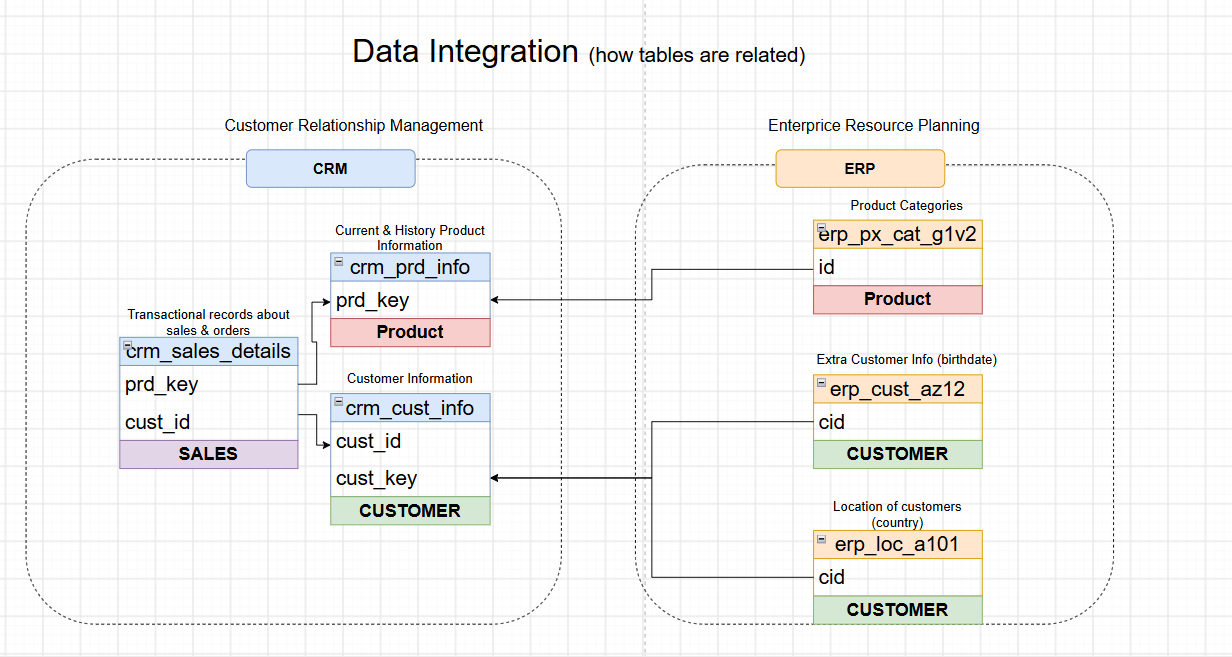 Data Integration (how tables are related)
Customer Relationship Management
CRM
Current & History Product
Information
crm_prd_info
prd_key
Product
Transactional records about
sales & orders
crm_sales_details
prd_key
cust_id
SALES
Customer Information
crm_cust_info
cust_id
cust_key
CUSTOMER
Enterprice Resource Planning
ERP
Product Categories
erp_px_cat_g1v2
id
Product
Extra Customer Info (birthdate)
erp_cust_az12
cid
CUSTOMER
Location of customers
(country)
erp_loc_a101
cid
CUSTOMER